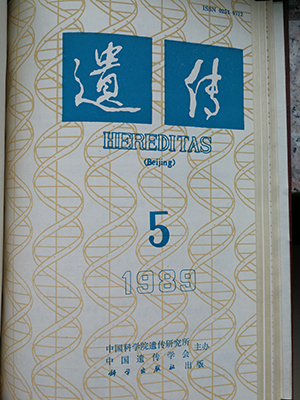 遺传
HEREDITAS
(Beijing)
5
1989
中国科学院遗传研究所
中国遗传学会 主办
科学出版社 出版